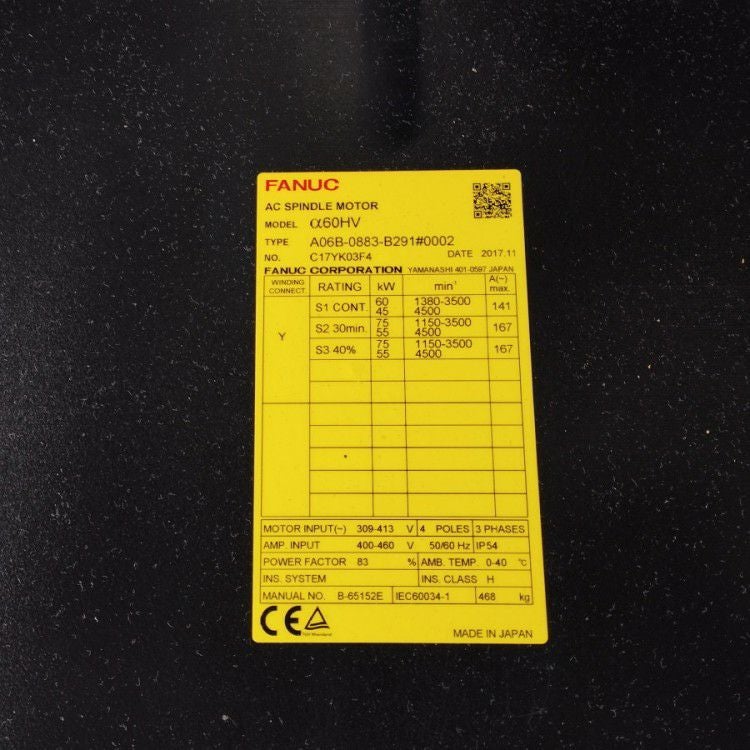 FANUC
AC SPINDLE MOTOR
MODEL α60HV
TYPE A06B-0883-B291#0002
NO. C17YK03F4 DATE 2017.11
FANUC CORPORATION YAMANASHI 401-0597 JAPAN
WINDING CONNECT. RATING kW min⁻¹ A(~) max.
Y S1 CONT. 60 1380-3500 141
45 4500
S2 30min. 75 1150-3500 167
55 4500
S3 40% 75 1150-3500 167
55 4500
MOTOR INPUT(~) 309-413 V 4 POLES 3 PHASES
AMP. INPUT 400-460 V 50/60 Hz IP54
POWER FACTOR 83 % AMB. TEMP. 0-40 ℃
INS. SYSTEM INS. CLASS H
MANUAL NO. B-65152E IEC60034-1 468 kg
CE TÜV Rheinland
MADE IN JAPAN